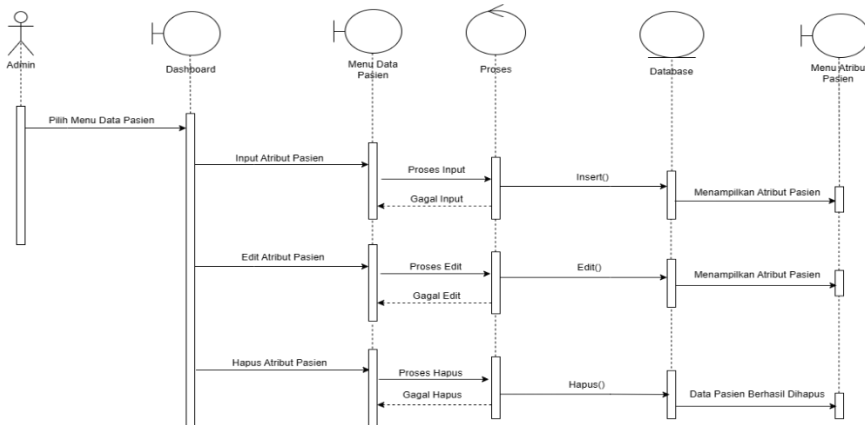 Admin
Dashboard
Menu Data
Pasien
Proses
Database
Menu Atribut
Pasien
Pilih Menu Data Pasien
Input Atribut Pasien
Proses Input
Insert()
Gagal Input
Menampilkan Atribut Pasien
Edit Atribut Pasien
Proses Edit
Edit()
Gagal Edit
Menampilkan Atribut Pasien
Hapus Atribut Pasien
Proses Hapus
Hapus()
Gagal Hapus
Data Pasien Berhasil Dihapus